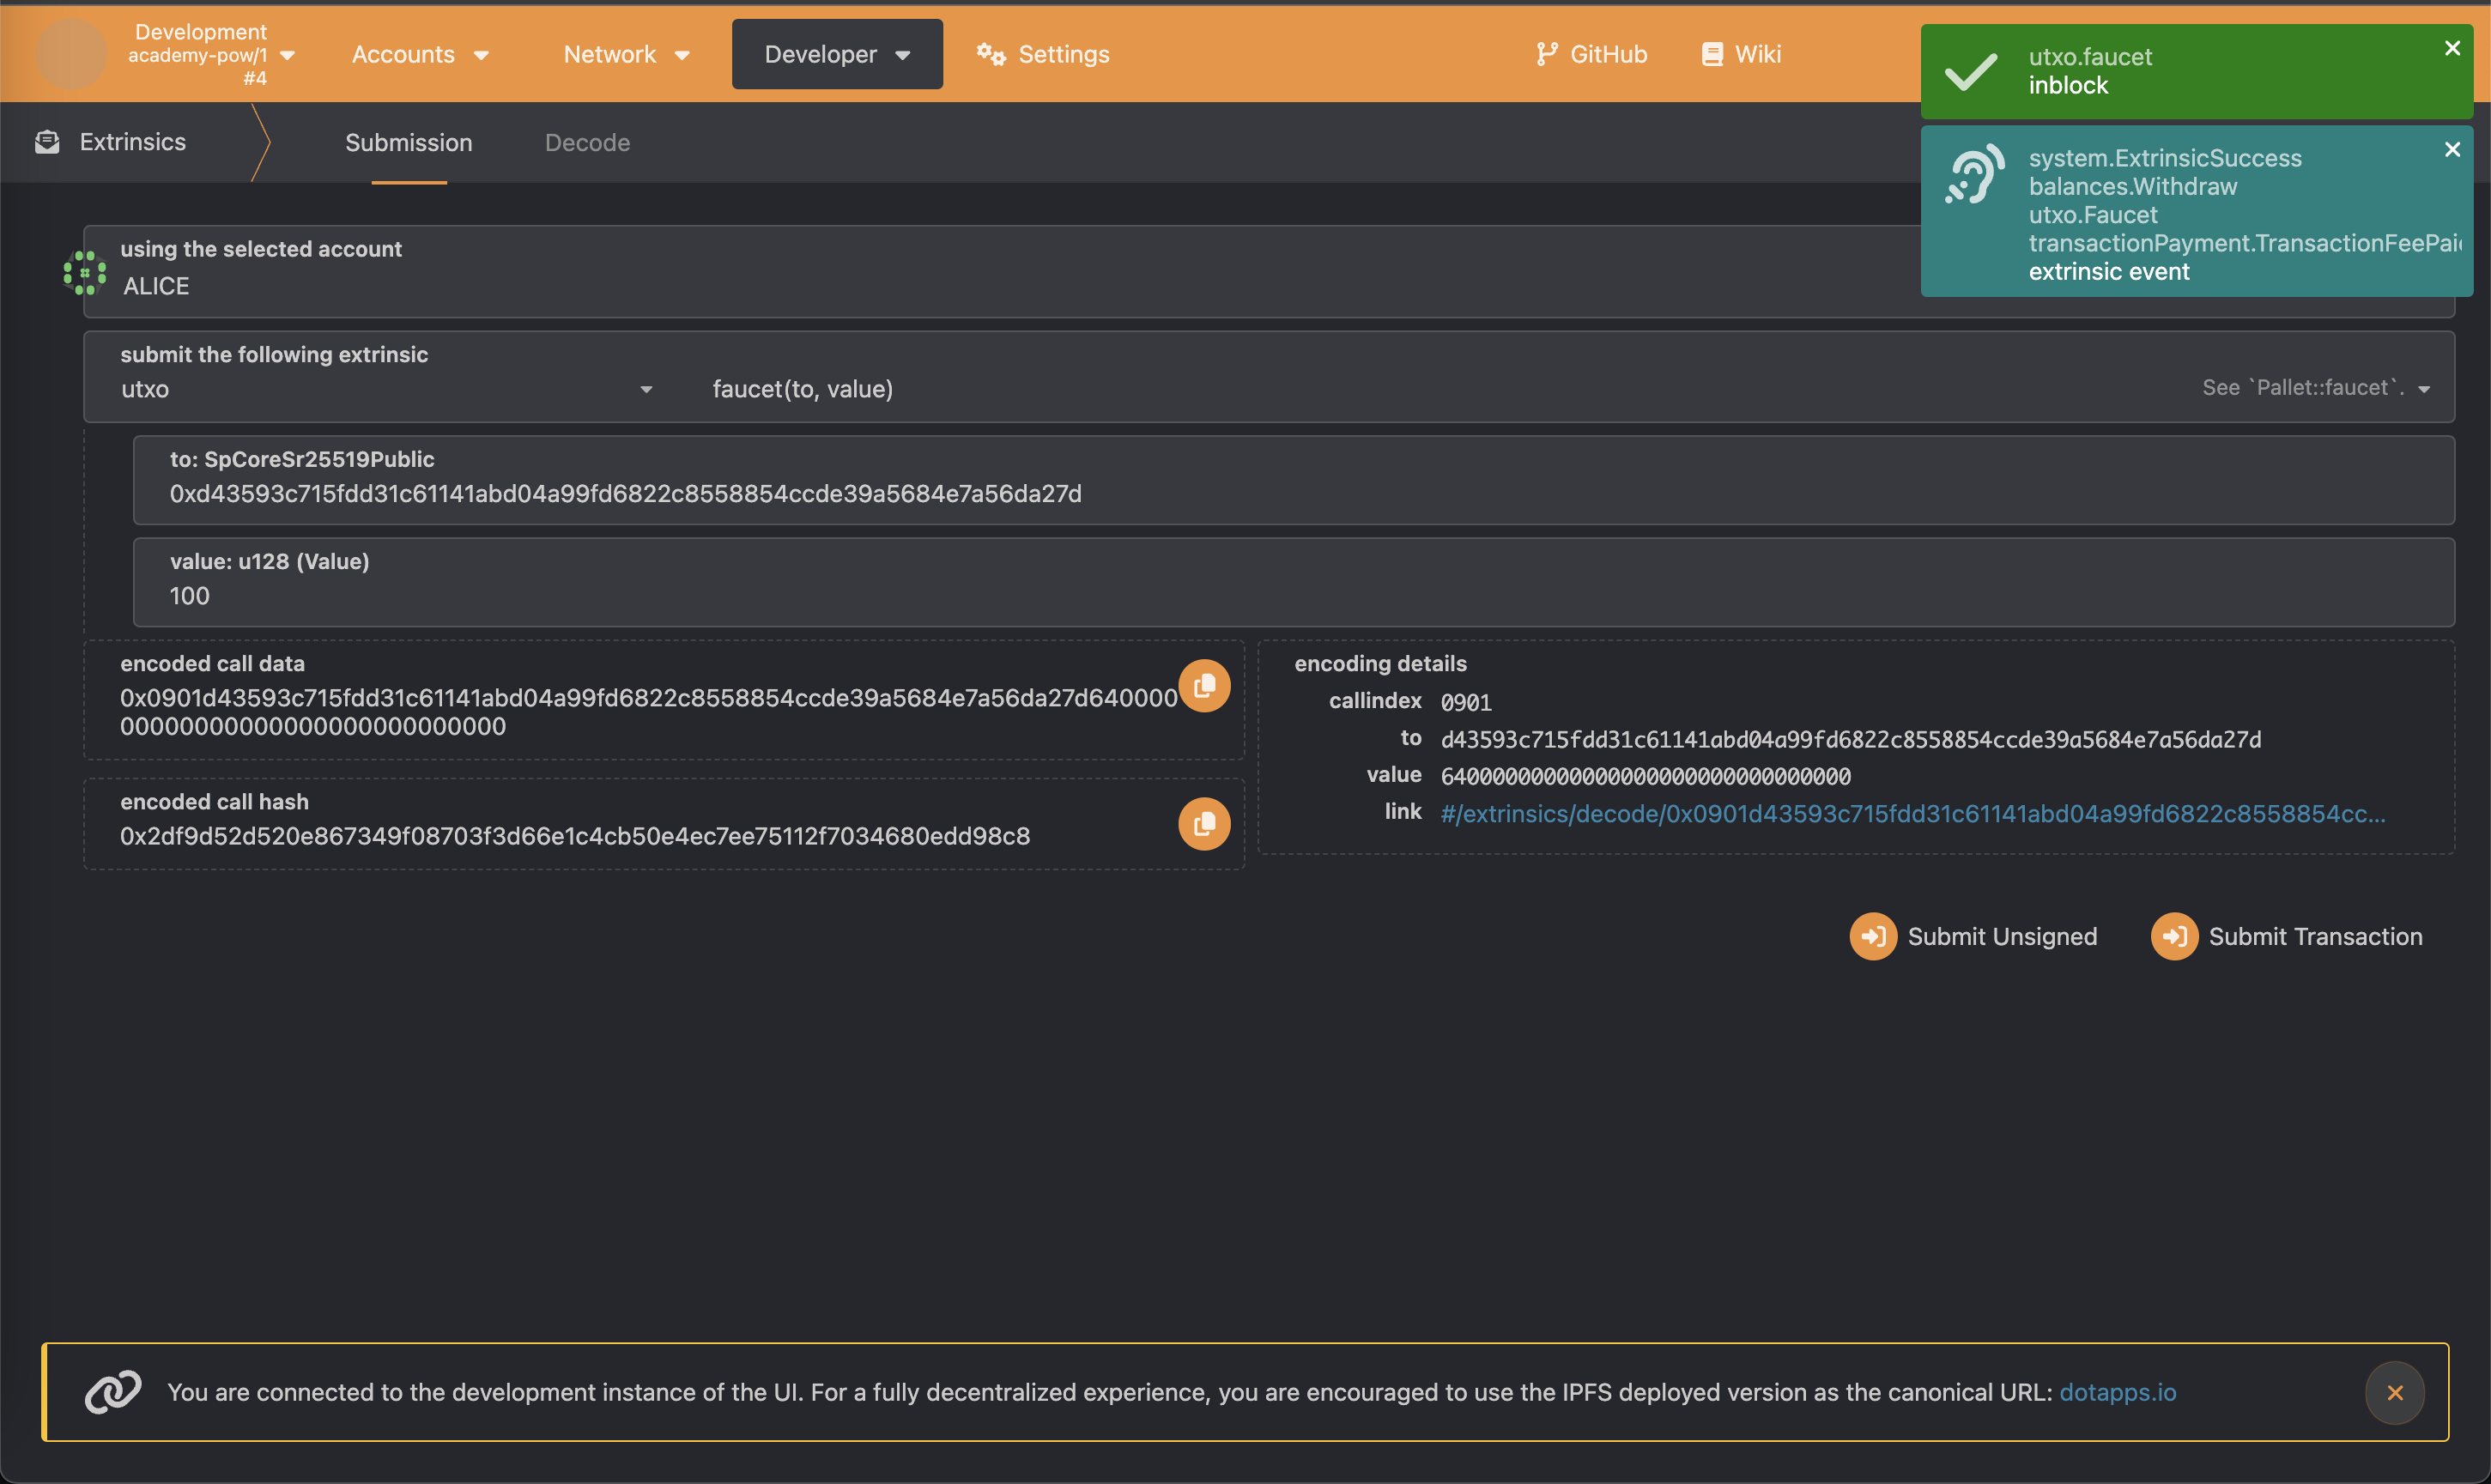 Development
academy-pow/1
#4
Accounts
Network
Developer
Settings
GitHub
Wiki
utxo.faucet
inblock
system.ExtrinsicSuccess
balances.Withdraw
utxo.Faucet
transactionPayment.TransactionFeePai
extrinsic event
Extrinsics
Submission
Decode
using the selected account
ALICE
submit the following extrinsic
utxo
faucet(to, value)
See `Pallet::faucet`.
to: SpCoreSr25519Public
0xd43593c715fdd31c61141abd04a99fd6822c8558854ccde39a5684e7a56da27d
value: u128 (Value)
100
encoded call data
0x0901d43593c715fdd31c61141abd04a99fd6822c8558854ccde39a5684e7a56da27d640000
00000000000000000000000000
encoded call hash
0x2df9d52d520e867349f08703f3d66e1c4cb50e4ec7ee75112f7034680edd98c8
encoding details
callindex 0901
to d43593c715fdd31c61141abd04a99fd6822c8558854ccde39a5684e7a56da27d
value 64000000000000000000000000000000
link #/extrinsics/decode/0x0901d43593c715fdd31c61141abd04a99fd6822c8558854cc...
Submit Unsigned
Submit Transaction
You are connected to the development instance of the UI. For a fully decentralized experience, you are encouraged to use the IPFS deployed version as the canonical URL: dotapps.io